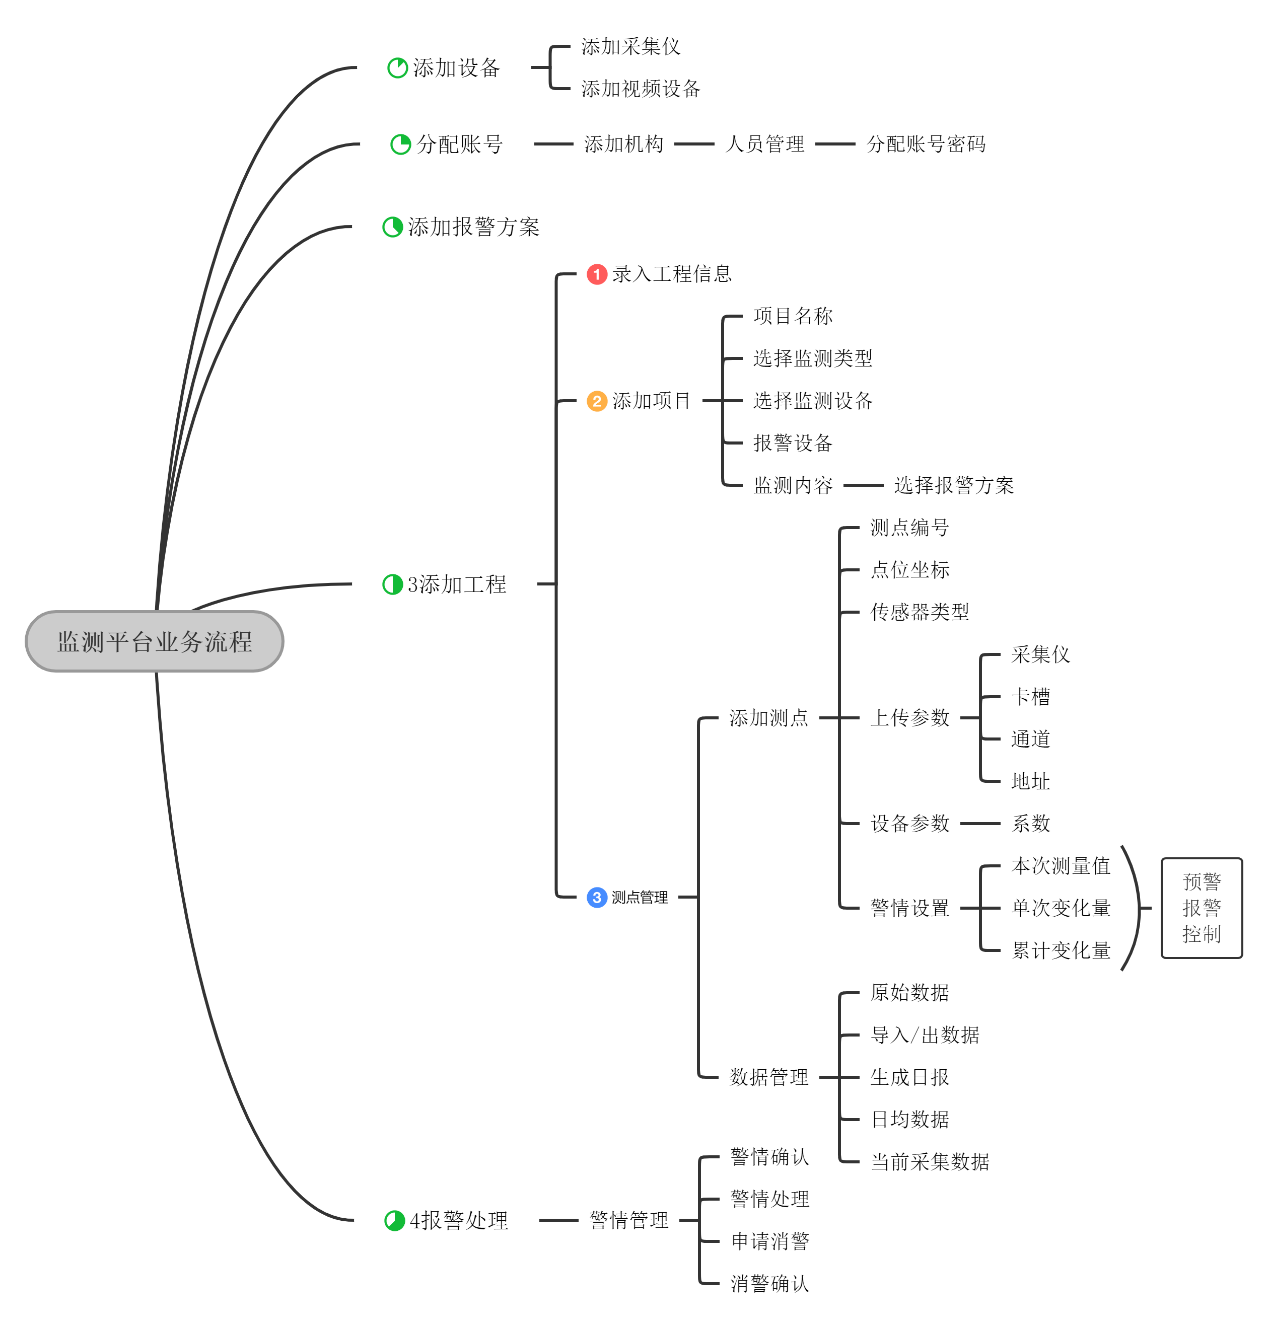 监测平台业务流程
添加设备
添加采集仪
添加视频设备
分配账号
添加机构
人员管理
分配账号密码
添加报警方案
3添加工程
1
录入工程信息
2
添加项目
项目名称
选择监测类型
选择监测设备
报警设备
监测内容
选择报警方案
3
测点管理
添加测点
测点编号
点位坐标
传感器类型
上传参数
采集仪
卡槽
通道
地址
设备参数
系数
警情设置
本次测量值
单次变化量
累计变化量
预警
报警
控制
数据管理
原始数据
导入/出数据
生成日报
日均数据
当前采集数据
4报警处理
警情管理
警情确认
警情处理
申请消警
消警确认